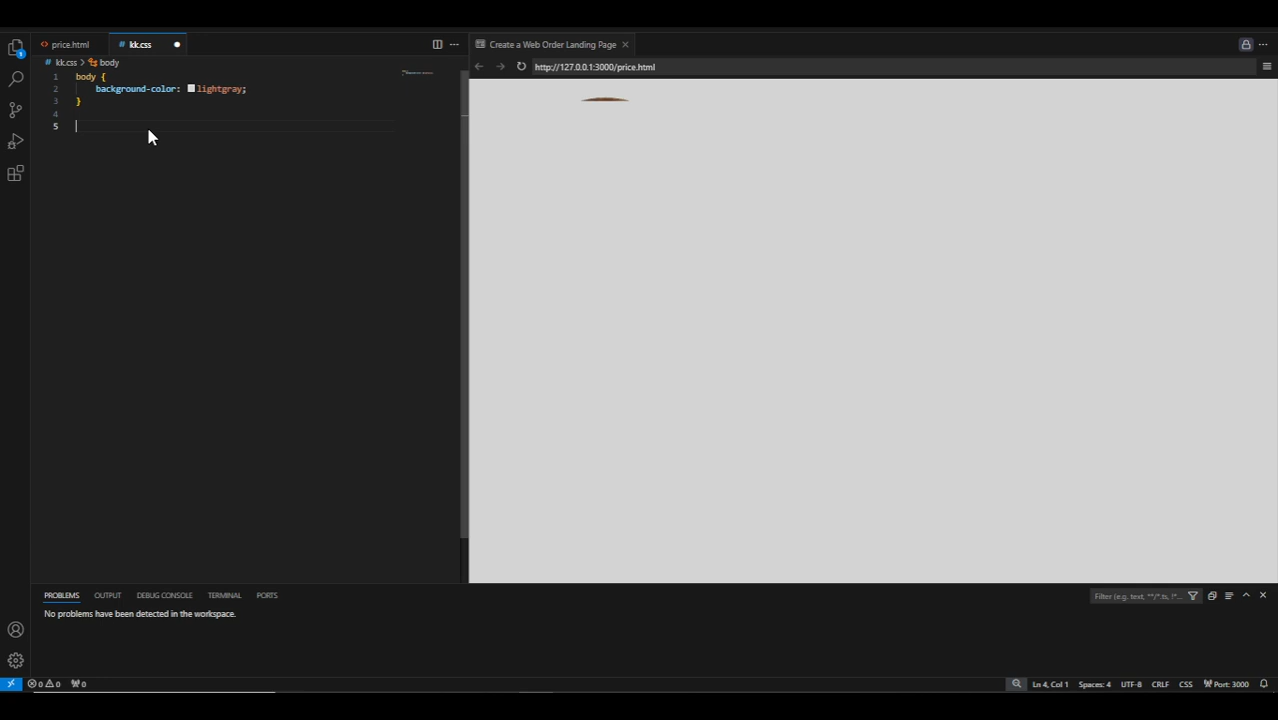 price.html
kk.css
Create a Web Order Landing Page
kk.css > body
http://127.0.0.1:3000/price.html
1 body {
2 background-color: lightgray;
3 }
4
5
PROBLEMS OUTPUT DEBUG CONSOLE TERMINAL PORTS
Filter (e.g. text, **/*.ts, !*...
No problems have been detected in the workspace.
1
0 0 0
Ln 4, Col 1 Spaces: 4 UTF-8 CRLF CSS Port: 3000